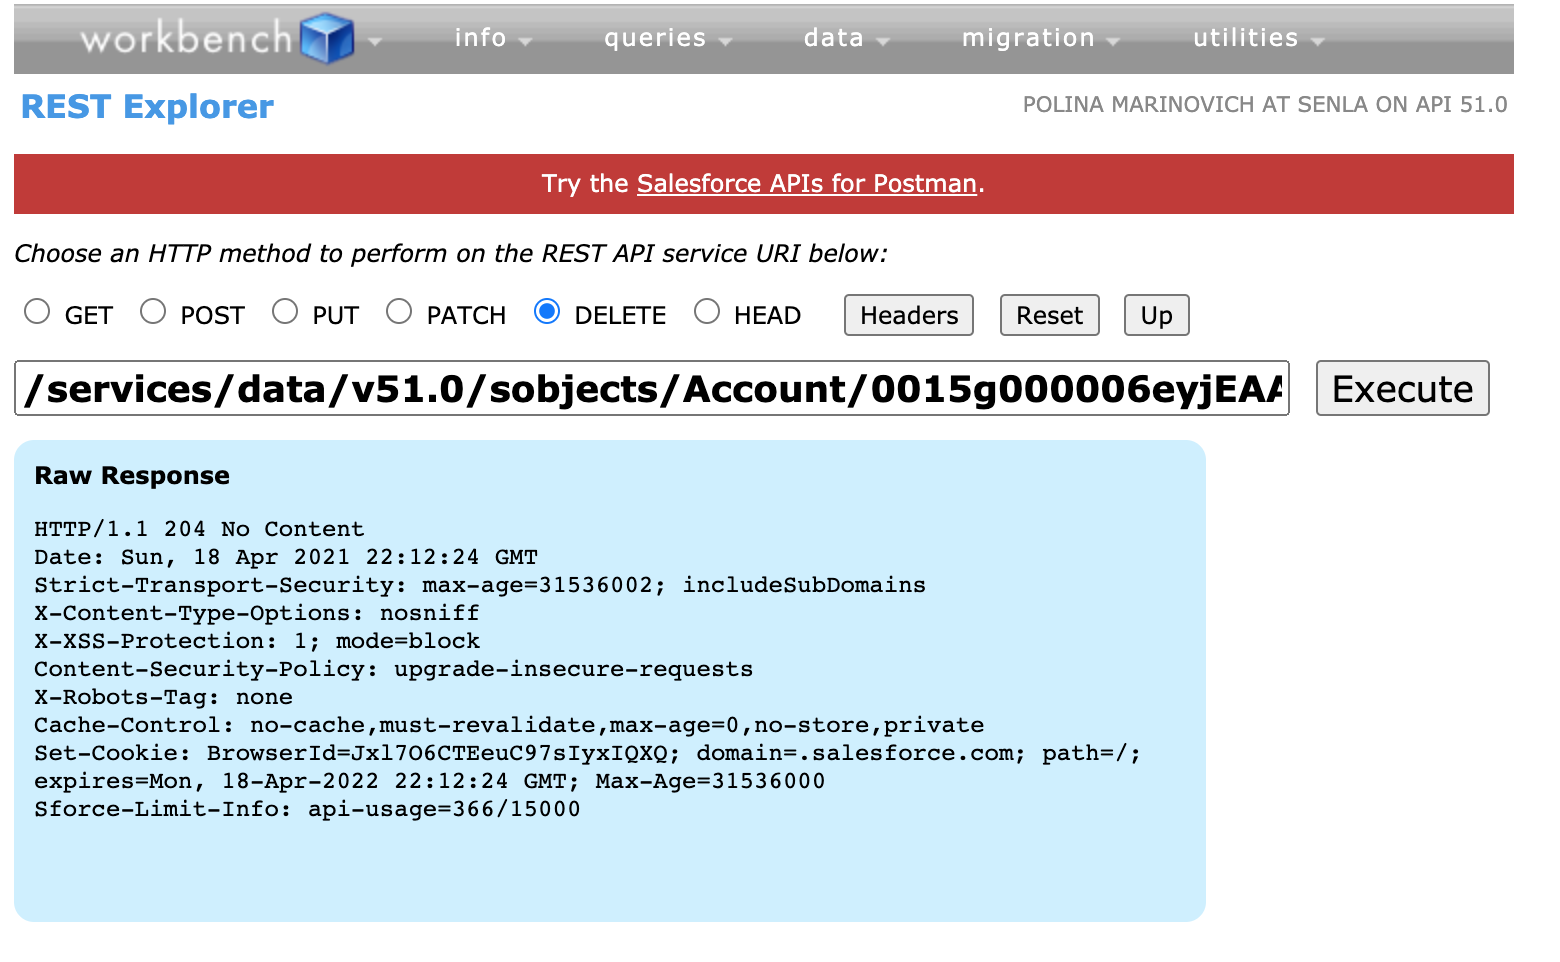 workbench info queries data migration utilities
REST Explorer
POLINA MARINOVICH AT SENLA ON API 51.0
Try the Salesforce APIs for Postman.
Choose an HTTP method to perform on the REST API service URI below:
GET POST PUT PATCH DELETE HEAD Headers Reset Up
/services/data/v51.0/sobjects/Account/0015g000006eyjEAA Execute
Raw Response
HTTP/1.1 204 No Content
Date: Sun, 18 Apr 2021 22:12:24 GMT
Strict-Transport-Security: max-age=31536002; includeSubDomains
X-Content-Type-Options: nosniff
X-XSS-Protection: 1; mode=block
Content-Security-Policy: upgrade-insecure-requests
X-Robots-Tag: none
Cache-Control: no-cache,must-revalidate,max-age=0,no-store,private
Set-Cookie: BrowserId=Jxl7O6CTEeuC97sIyxIQXQ; domain=.salesforce.com; path=/;
expires=Mon, 18-Apr-2022 22:12:24 GMT; Max-Age=31536000
Sforce-Limit-Info: api-usage=366/15000